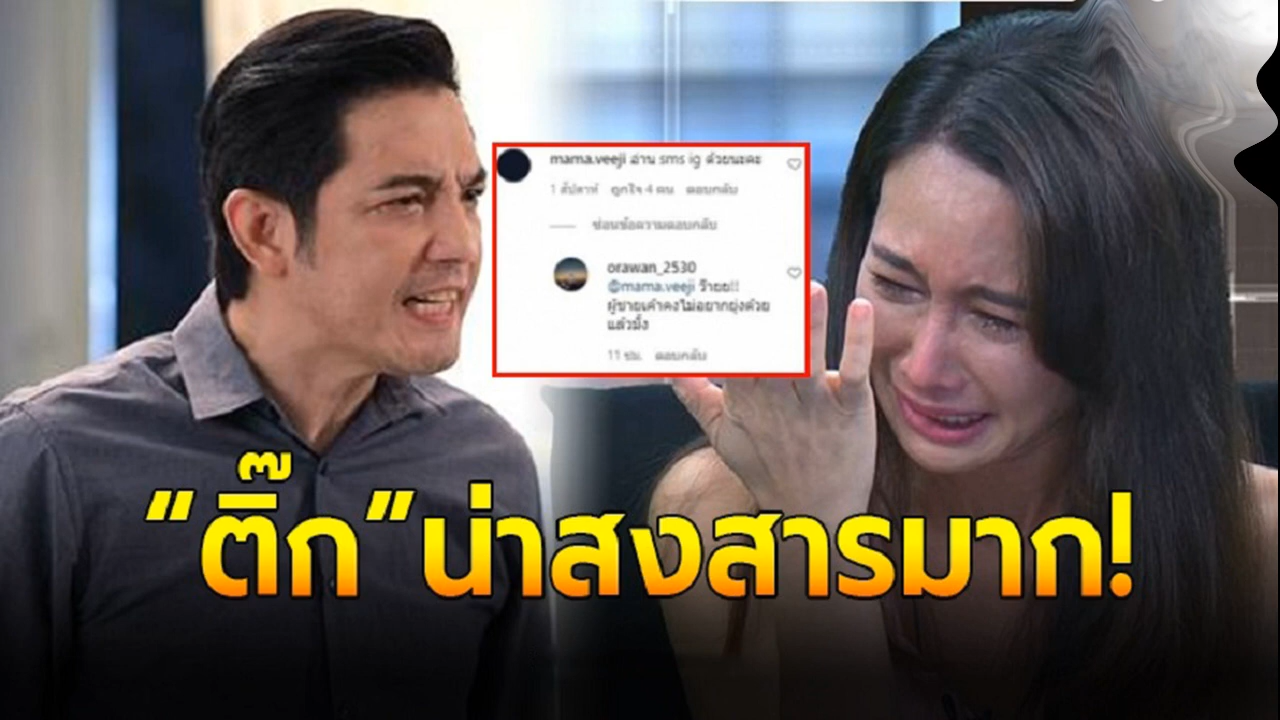 mama.veeji อ่าน sms ig ด้วยนะคะ
1 สัปดาห์ ถูกใจ 4 คน ตอบกลับ
ซ่อนข้อความตอบกลับ
orawan_2530
@mama.veeji ว๊ายย!!
ผู้ชายเค้าคงไม่อยากยุ่งด้วย
แล้วมั้ง
11 ชม. ตอบกลับ
“ติ๊ก”น่าสงสารมาก!